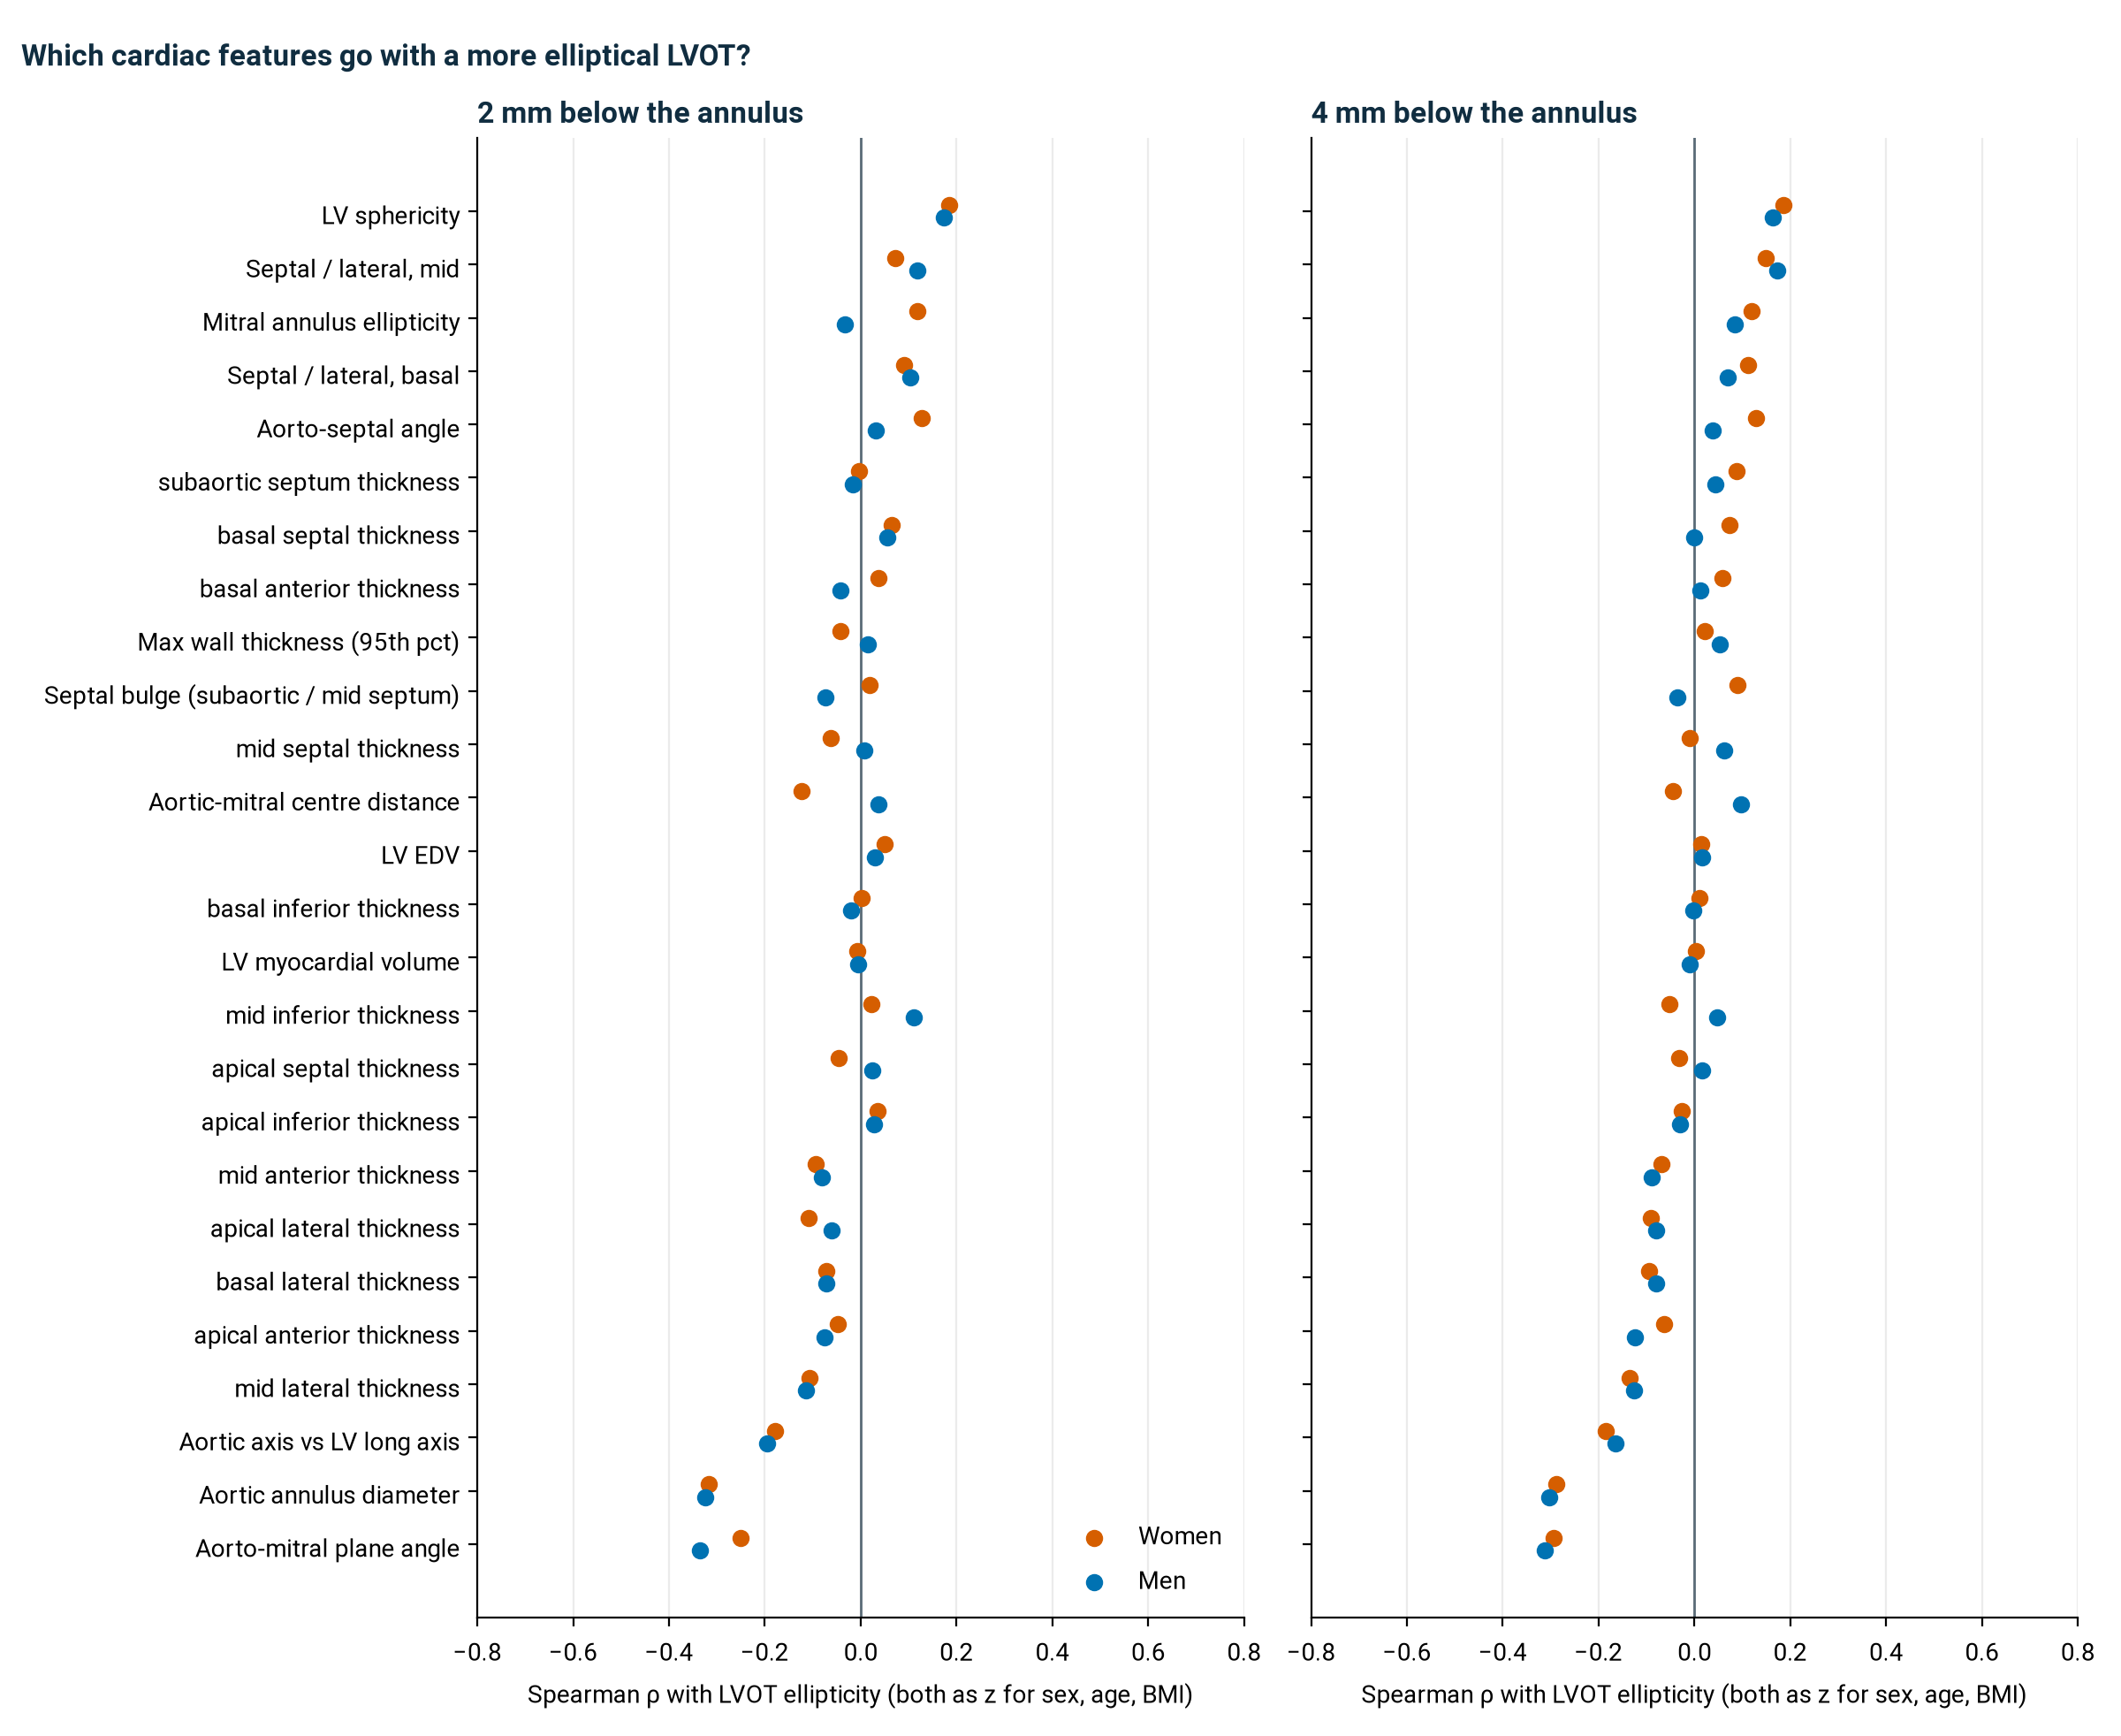 Which cardiac features go with a more elliptical LVOT?
2 mm below the annulus
4 mm below the annulus
LV sphericity
Septal / lateral, mid
Mitral annulus ellipticity
Septal / lateral, basal
Aorto-septal angle
subaortic septum thickness
basal septal thickness
basal anterior thickness
Max wall thickness (95th pct)
Septal bulge (subaortic / mid septum)
mid septal thickness
Aortic-mitral centre distance
LV EDV
basal inferior thickness
LV myocardial volume
mid inferior thickness
apical septal thickness
apical inferior thickness
mid anterior thickness
apical lateral thickness
basal lateral thickness
apical anterior thickness
mid lateral thickness
Aortic axis vs LV long axis
Aortic annulus diameter
Aorto-mitral plane angle
Women
Men
−0.8 −0.6 −0.4 −0.2 0.0 0.2 0.4 0.6 0.8
−0.8 −0.6 −0.4 −0.2 0.0 0.2 0.4 0.6 0.8
Spearman ρ with LVOT ellipticity (both as z for sex, age, BMI)
Spearman ρ with LVOT ellipticity (both as z for sex, age, BMI)